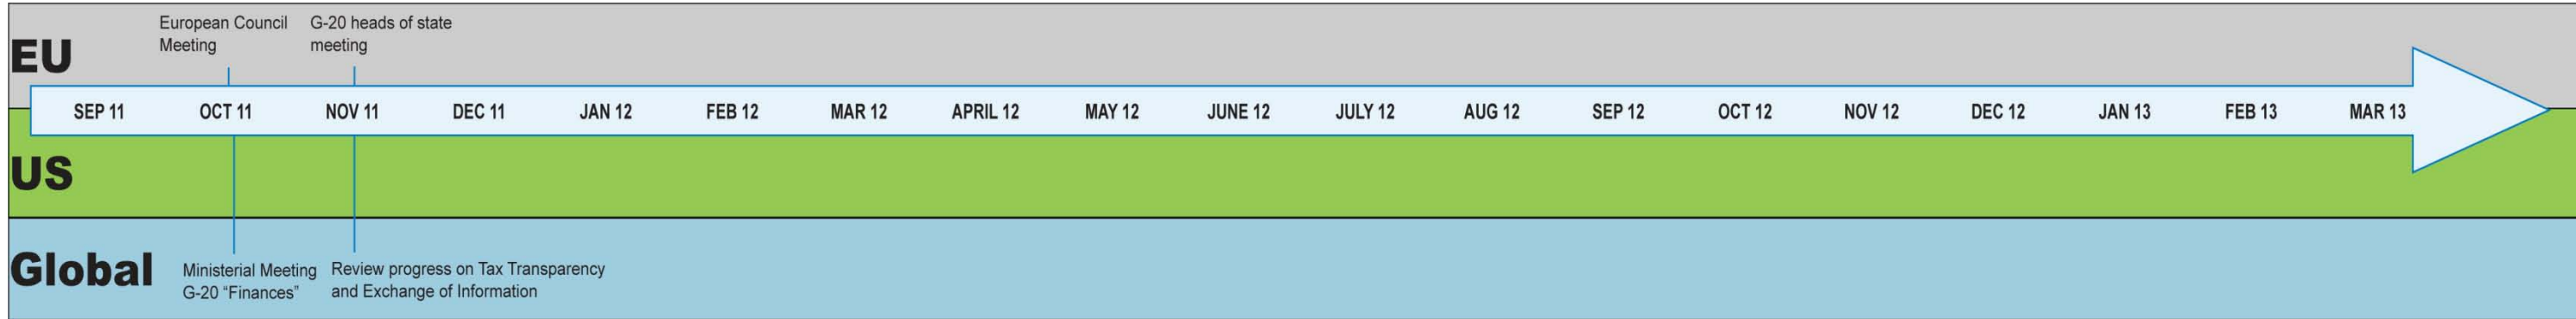 European Council
Meeting
G-20 heads of state
meeting
EU
SEP 11 OCT 11 NOV 11 DEC 11 JAN 12 FEB 12 MAR 12 APRIL 12 MAY 12 JUNE 12 JULY 12 AUG 12 SEP 12 OCT 12 NOV 12 DEC 12 JAN 13 FEB 13 MAR 13
US
Global
Ministerial Meeting
G-20 “Finances”
Review progress on Tax Transparency
and Exchange of Information